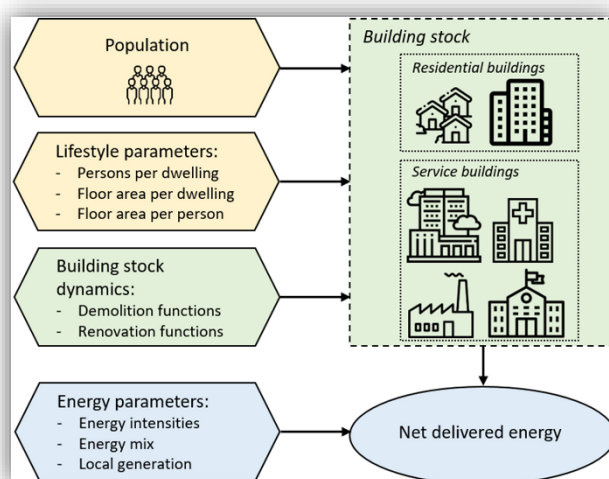 Population
Lifestyle parameters:
- Persons per dwelling
- Floor area per dwelling
- Floor area per person
Building stock
dynamics:
- Demolition functions
- Renovation functions
Energy parameters:
- Energy intensities
- Energy mix
- Local generation
Building stock
Residential buildings
Service buildings
Net delivered energy